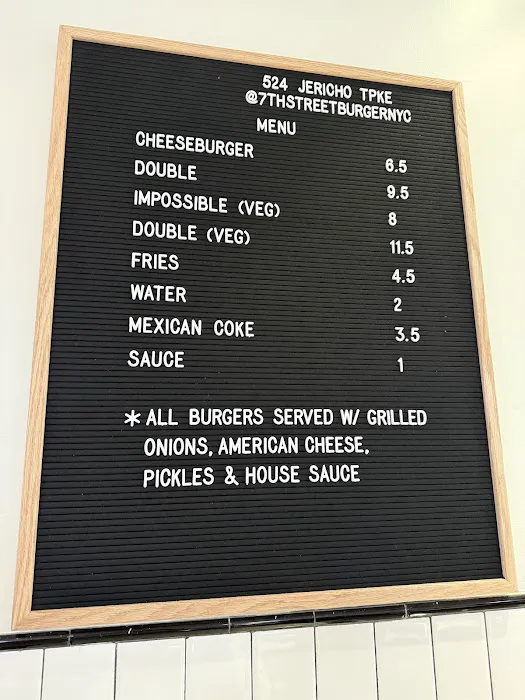 524 JERICHO TPKE
@7THSTREETBURGERNYC
MENU
CHEESEBURGER 6.5
DOUBLE 9.5
IMPOSSIBLE (VEG) 8
DOUBLE (VEG) 11.5
FRIES 4.5
WATER 2
MEXICAN COKE 3.5
SAUCE 1
* ALL BURGERS SERVED W/ GRILLED
ONIONS, AMERICAN CHEESE,
PICKLES & HOUSE SAUCE